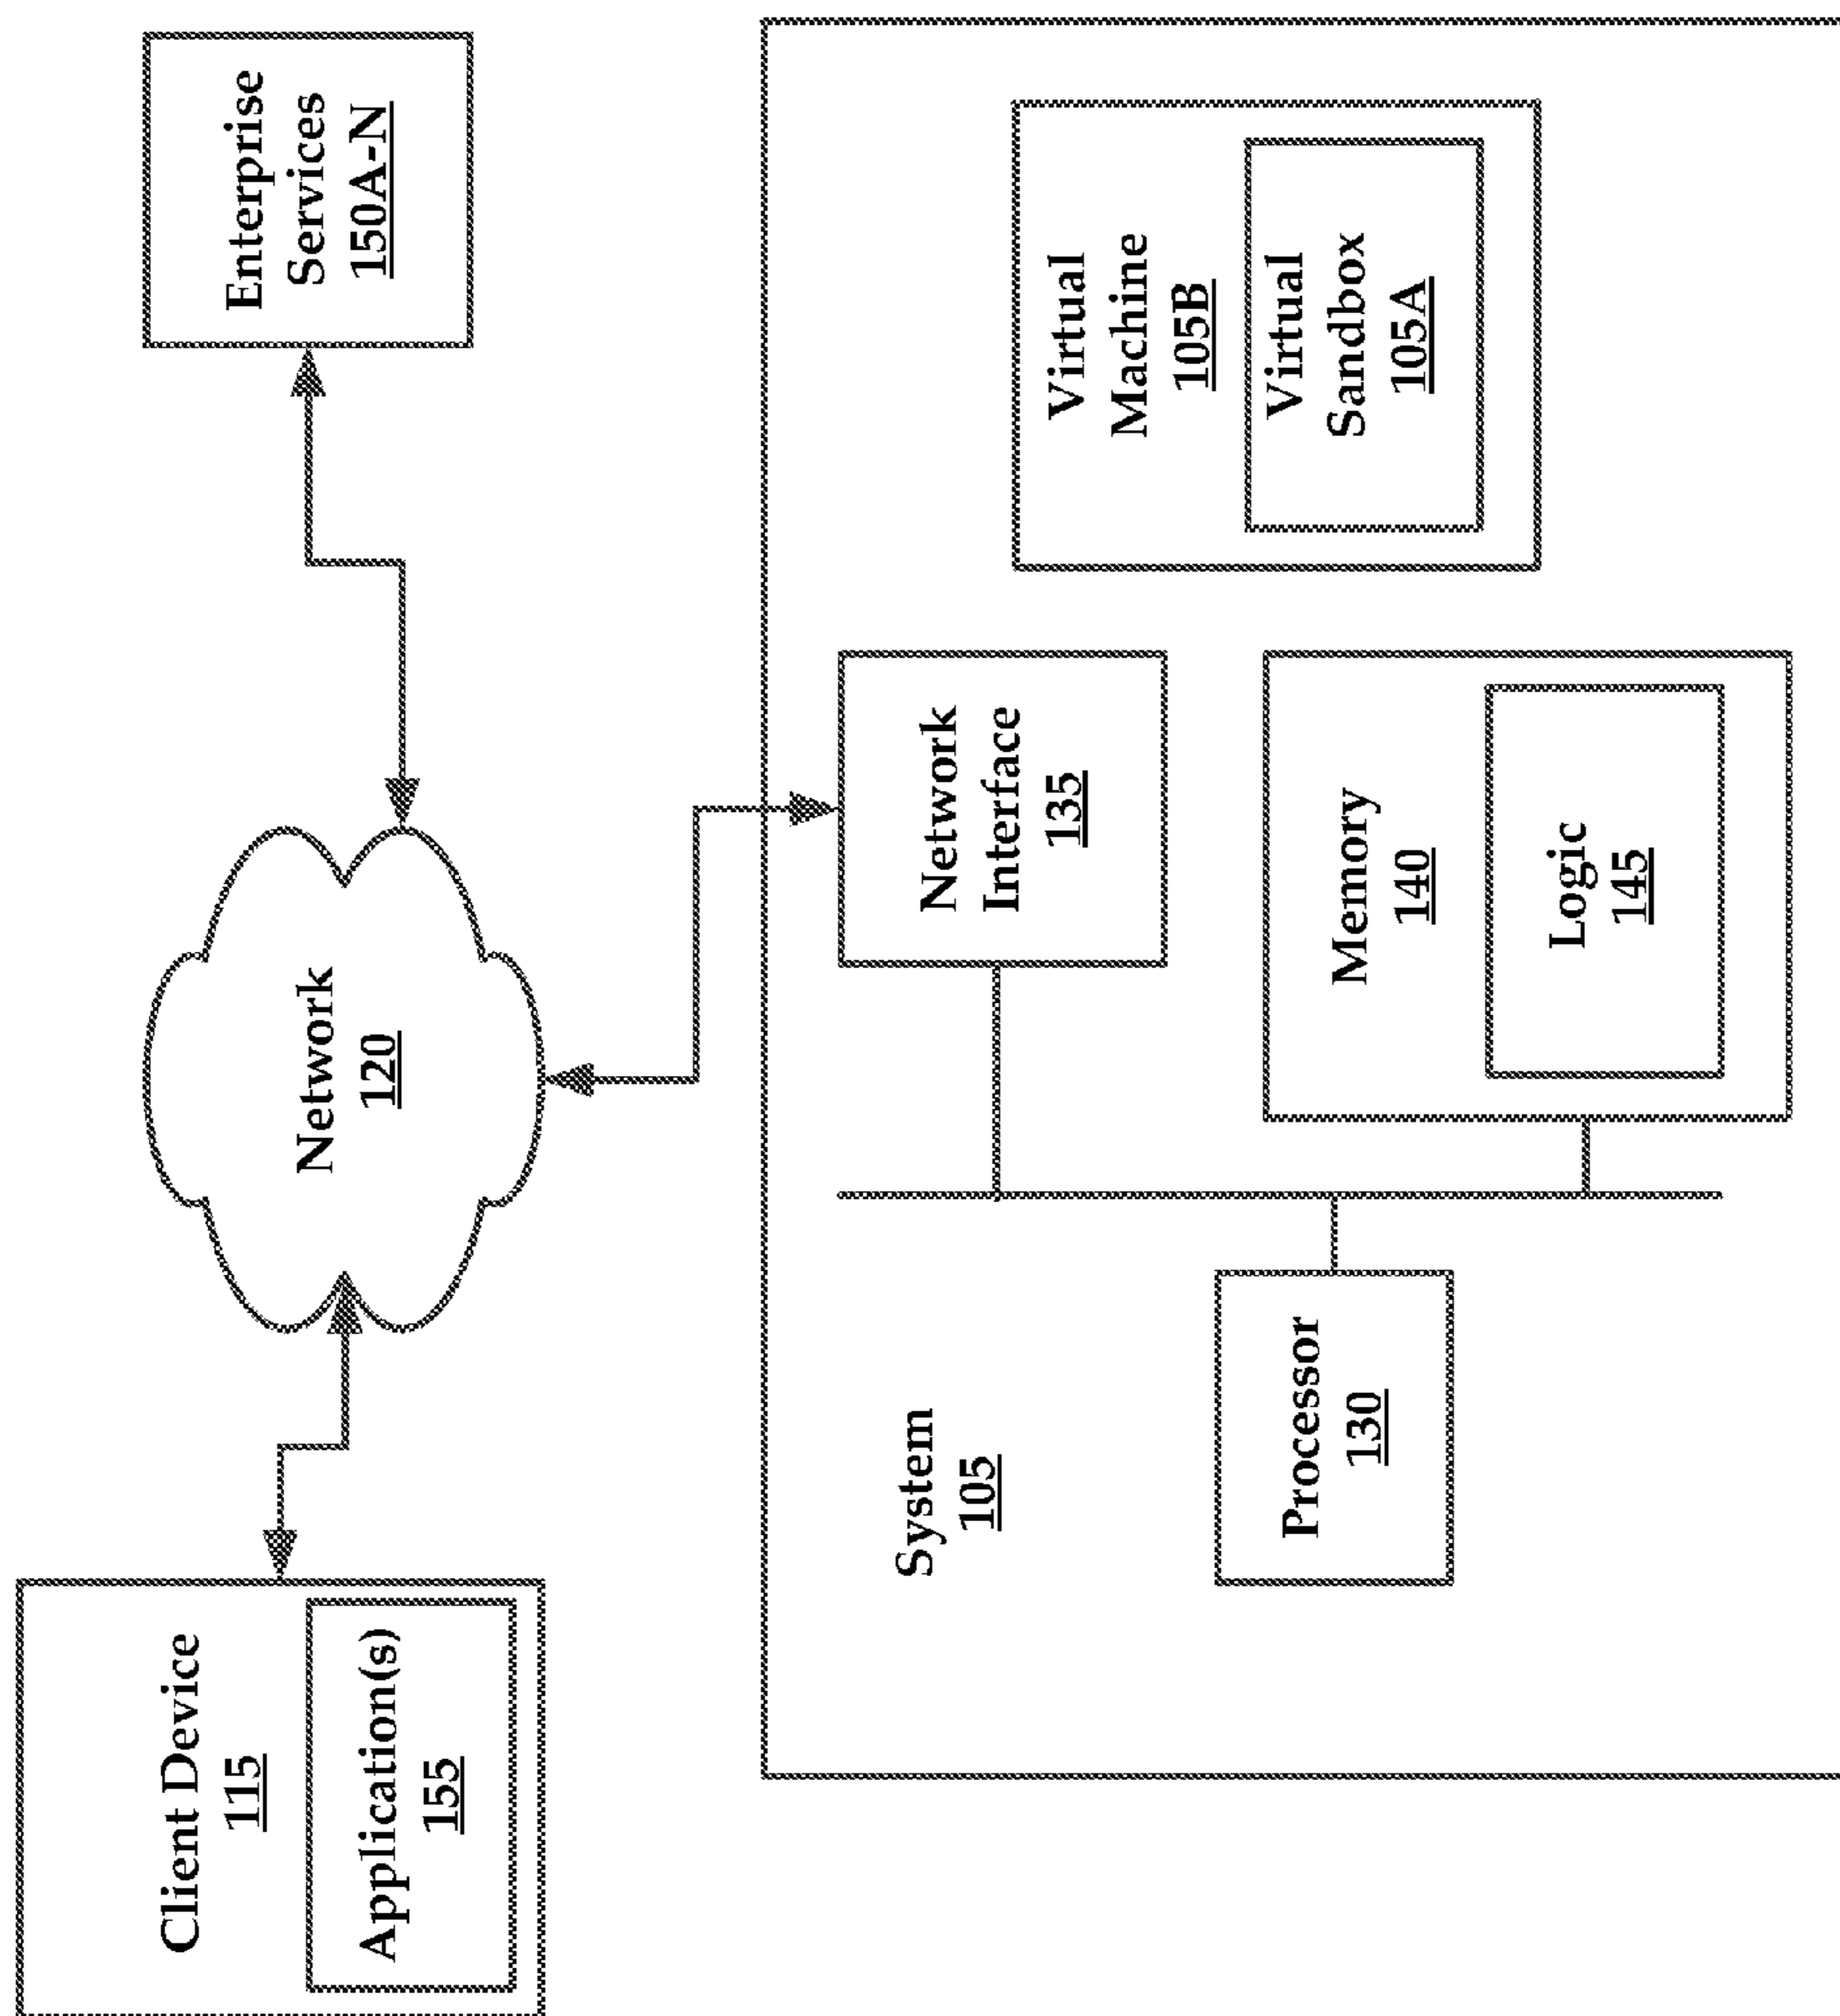 Client Device
115
Application(s)
155
Network
120
Enterprise
Services
150A-N
System
105
Processor
130
Network
Interface
135
Memory
140
Logic
145
Virtual
Machine
105B
Virtual
Sandbox
105A